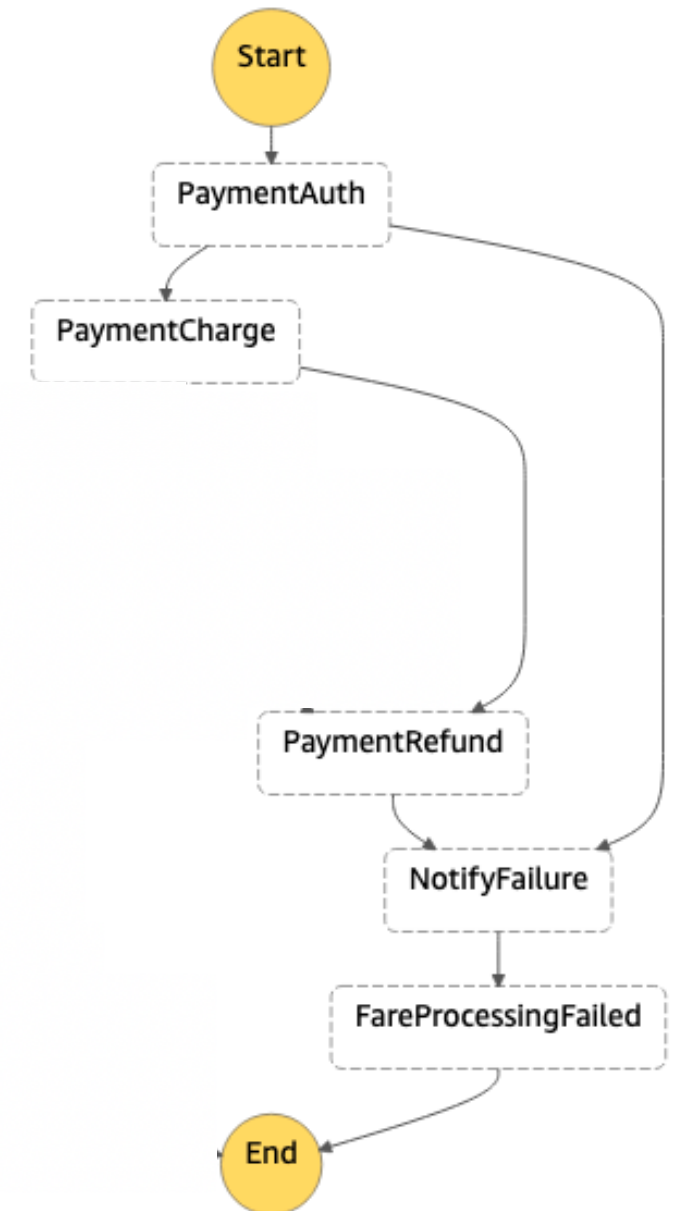 Start
PaymentAuth
PaymentCharge
PaymentRefund
NotifyFailure
FareProcessingFailed
End